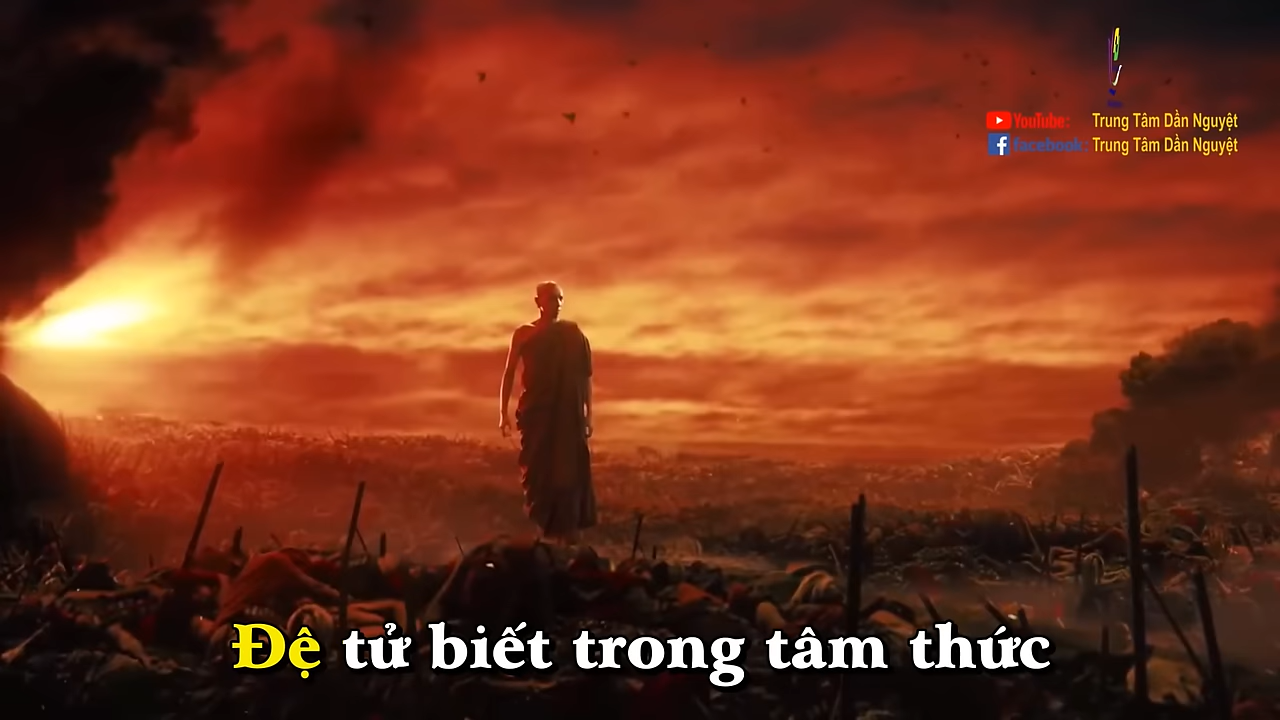 YouTube: Trung Tâm Dần Nguyệt
facebook: Trung Tâm Dần Nguyệt
Đệ tử biết trong tâm thức